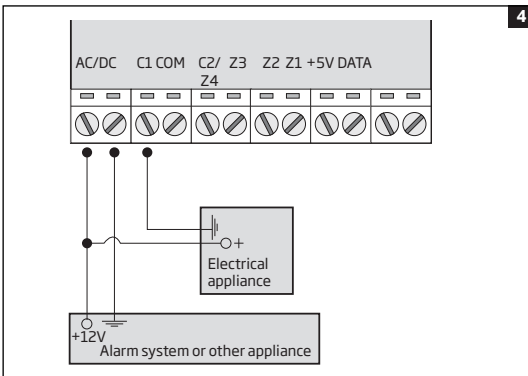 4
AC/DC C1 COM C2/ Z3 Z2 Z1 +5V DATA
Z4
+
Electrical
appliance
+12V
Alarm system or other appliance